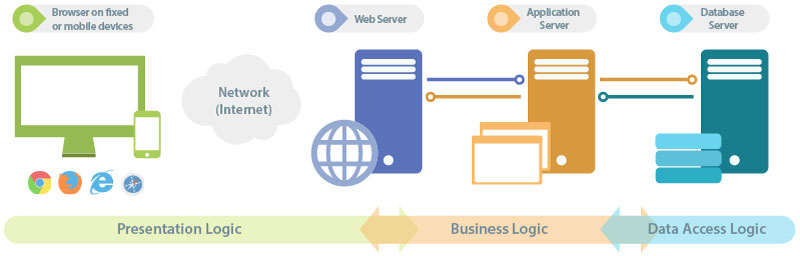 Browser on fixed
or mobile devices
Web Server
Application
Server
Database
Server
Network
(Internet)
Presentation Logic
Business Logic
Data Access Logic